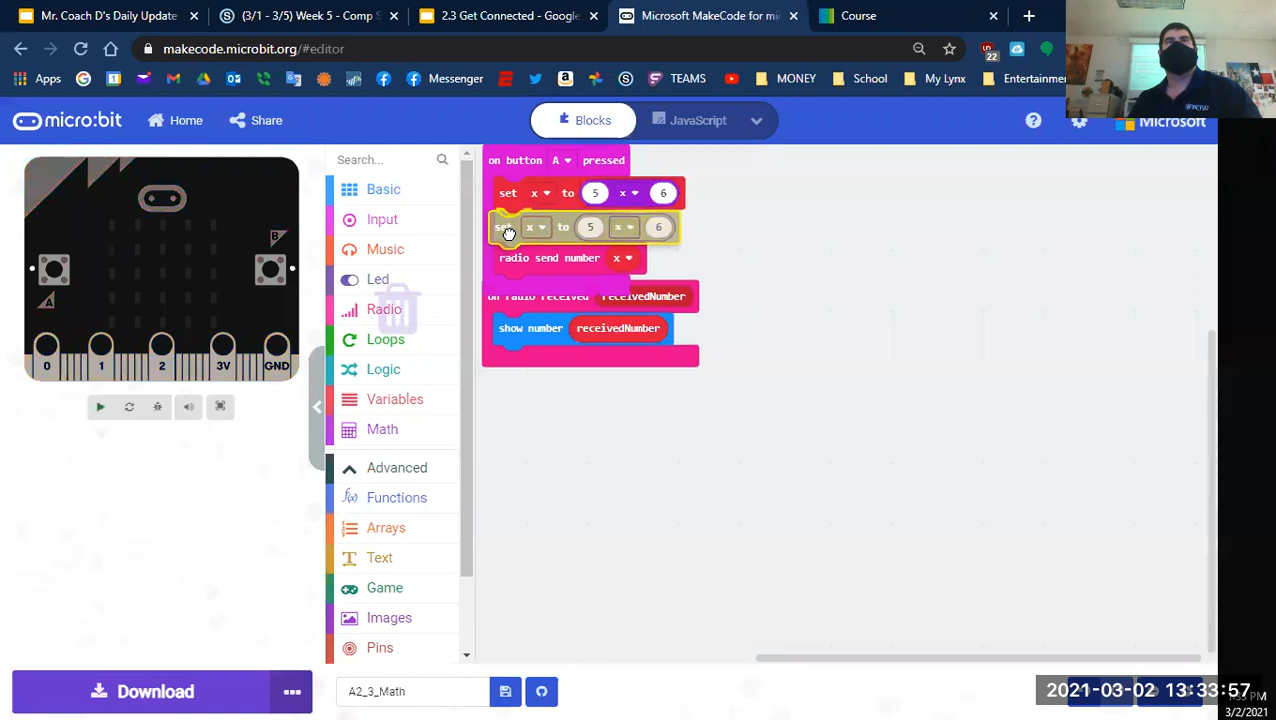 Mr. Coach D's Daily Update
(3/1 - 3/5) Week 5 - Comp S
2.3 Get Connected - Google
Microsoft MakeCode for mi
Course
makecode.microbit.org/#editor
22
Apps
Messenger
TEAMS
MONEY
School
My Lynx
Entertainme
micro:bit
Home
Share
Blocks
JavaScript
Microsoft
Search...
Basic
Input
Music
Led
Radio
Loops
Logic
Variables
Math
Advanced
Functions
Arrays
Text
Game
Images
Pins
on button A pressed
set x to 5 x 6
set x to 5 x 6
radio send number x
on radio received receivedNumber
show number receivedNumber
B
A
0 1 2 3V GND
Download
A2_3_Math
2021-03-02 13:33:57
3/2/2021